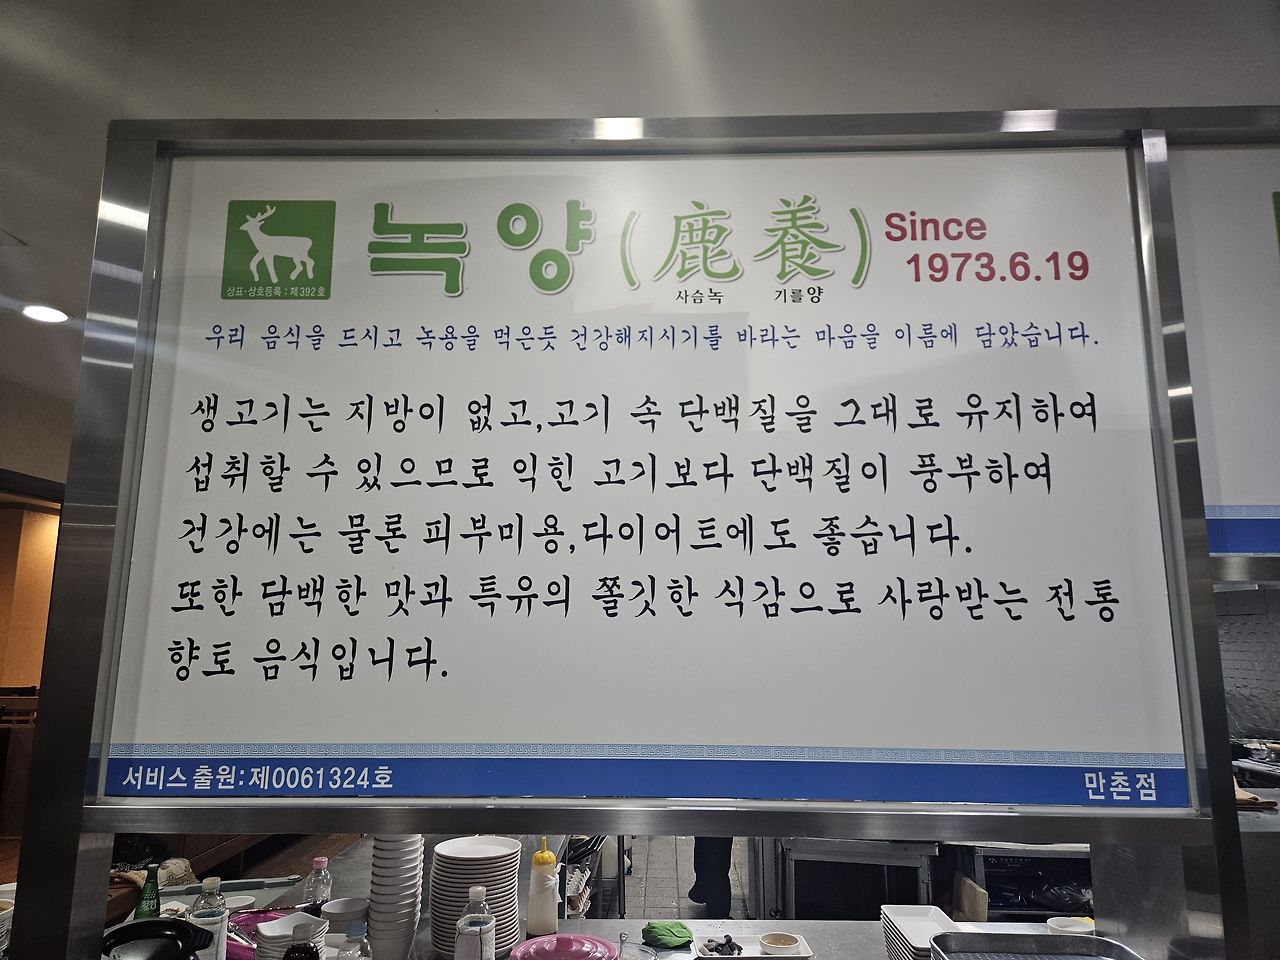 녹양(鹿養) Since 1973.6.19
사슴녹 기를양
상표·상호등록 : 제392호
우리 음식을 드시고 녹용을 먹은듯 건강해지시기를 바라는 마음을 이름에 담았습니다.
생고기는 지방이 없고,고기 속 단백질을 그대로 유지하여
섭취할 수 있으므로 익힌 고기보다 단백질이 풍부하여
건강에는 물론 피부미용,다이어트에도 좋습니다.
또한 담백한 맛과 특유의 쫄깃한 식감으로 사랑받는 전통
향토 음식입니다.
서비스출원:제0061324호
만촌점